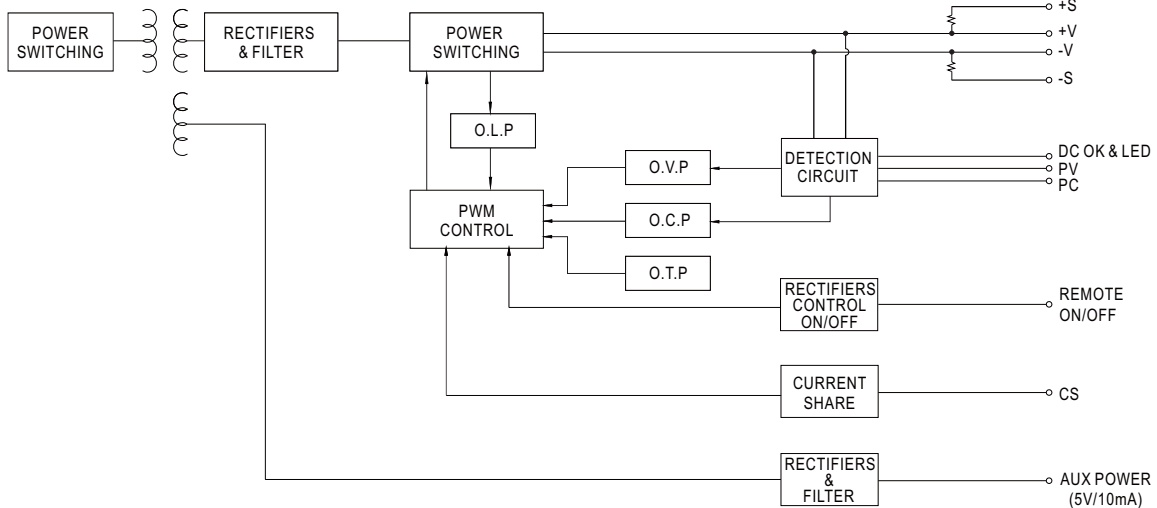 POWER
SWITCHING
RECTIFIERS
& FILTER
POWER
SWITCHING
+S
+V
-V
-S
O.L.P
O.V.P
DETECTION
CIRCUIT
DC OK & LED
PV
PC
PWM
CONTROL
O.C.P
O.T.P
RECTIFIERS
CONTROL
ON/OFF
REMOTE
ON/OFF
CURRENT
SHARE
CS
RECTIFIERS
&
FILTER
AUX POWER
(5V/10mA)